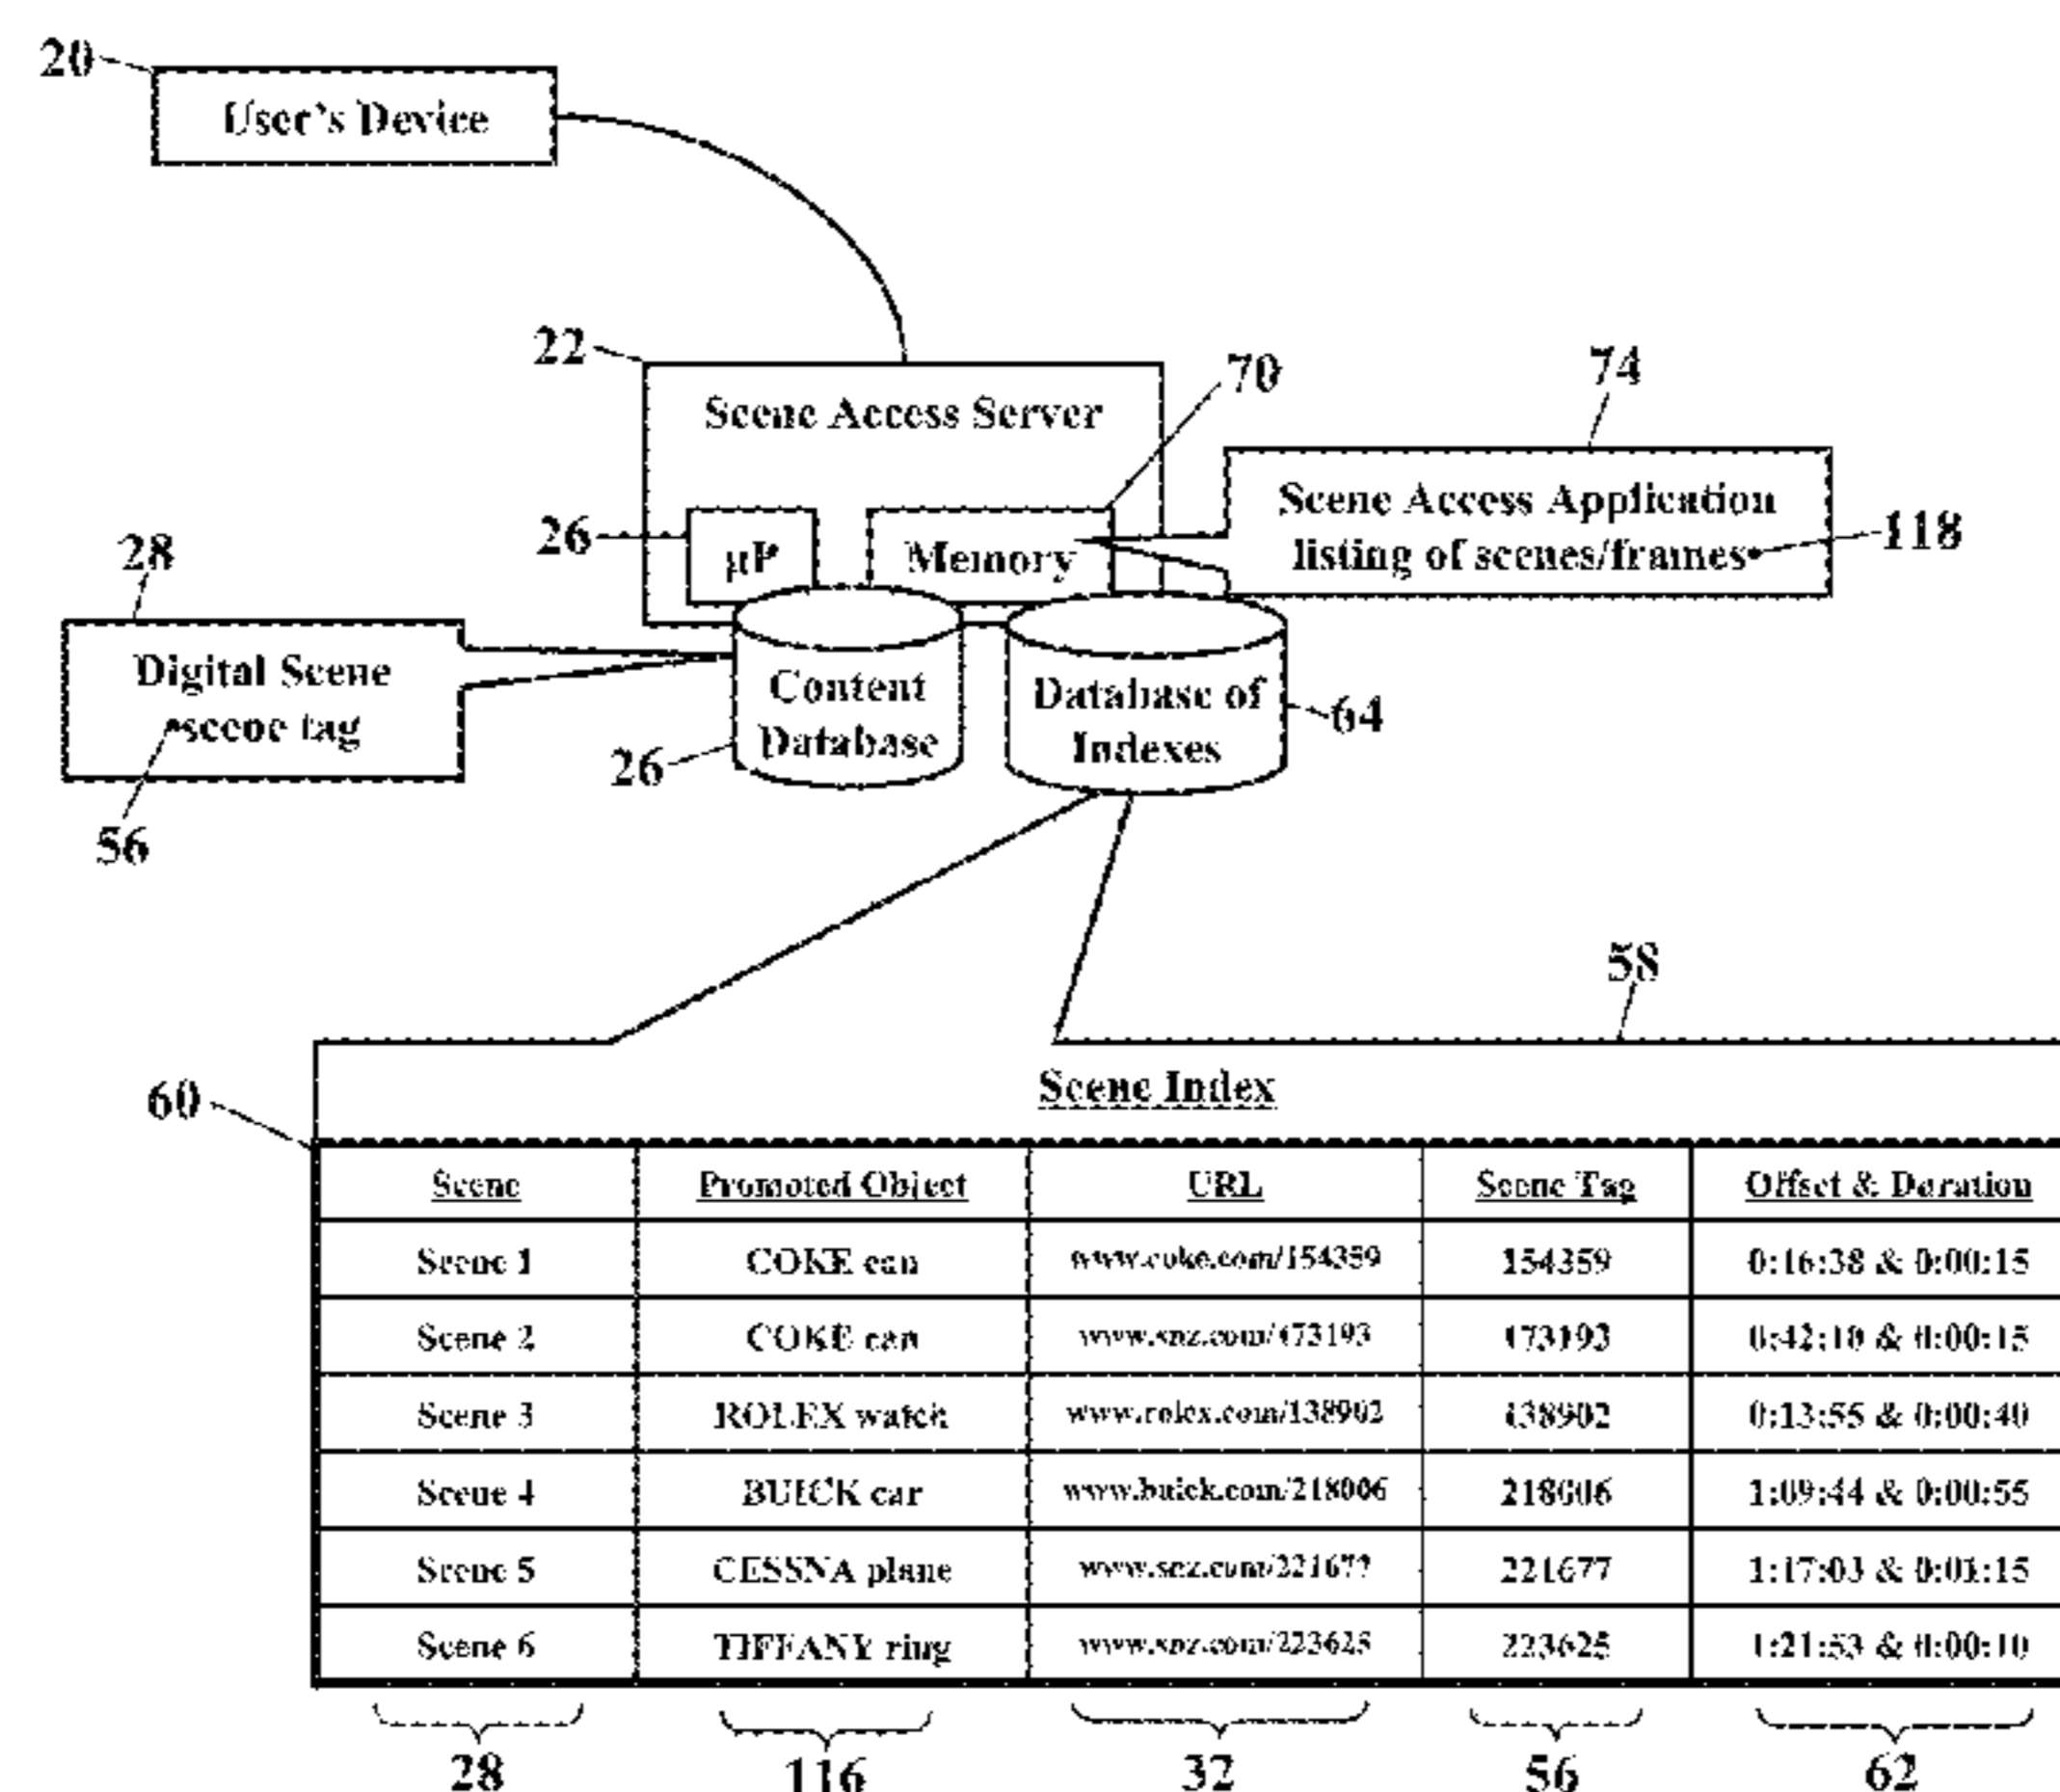 20
User's Device
22
Scene Access Server
70
74
Scene Access Application
listing of scenes/frames•
118
26
µP
Memory
28
Digital Scene
•scene tag
56
Content
Database
26
Database of
Indexes
64
58
Scene Index
60
Scene Promoted Object URL Scene Tag Offset & Duration
Scene 1 COKE can www.coke.com/154359 154359 0:16:38 & 0:00:15
Scene 2 COKE can 0:42:10 & 0:00:15
Scene 3 ROLEX watch www.rolex.com/138902 138902 0:13:55 & 0:00:40
Scene 4 BUICK car www.buick.com/218006 218006 1:09:44 & 0:00:55
Scene 5 CESSNA plane 221677 1:17:03 & 0:01:15
Scene 6 TIFFANY ring 223625 1:21:53 & 0:00:10
28 116 32 56 62